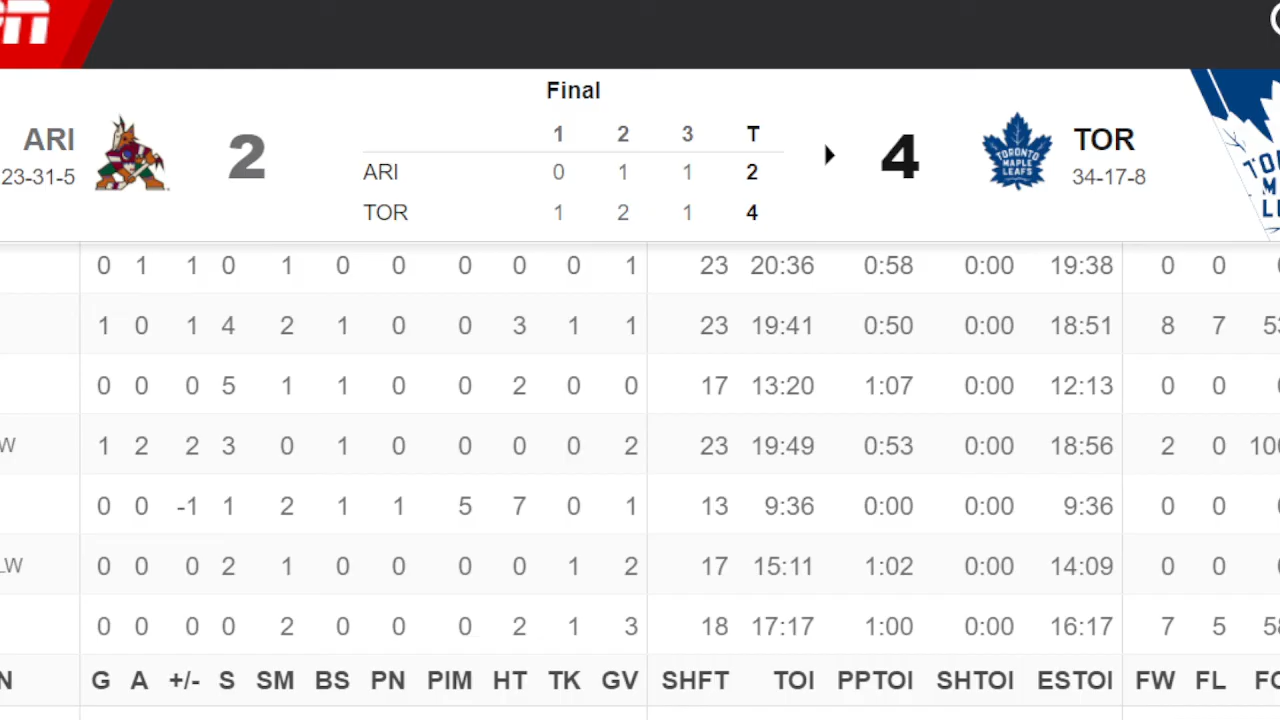 Final
ARI 2 1 2 3 T 4 TOR
23-31-5 ARI 0 1 1 2 TORONTO MAPLE LEAFS 34-17-8
TOR 1 2 1 4
0 1 1 0 1 0 0 0 0 0 1 23 20:36 0:58 0:00 19:38 0 0
1 0 1 4 2 1 0 0 3 1 1 23 19:41 0:50 0:00 18:51 8 7
0 0 0 5 1 1 0 0 2 0 0 17 13:20 1:07 0:00 12:13 0 0
W 1 2 2 3 0 1 0 0 0 0 2 23 19:49 0:53 0:00 18:56 2 0
0 0 -1 1 2 1 1 5 7 0 1 13 9:36 0:00 0:00 9:36 0 0
LW 0 0 0 2 1 0 0 0 0 1 2 17 15:11 1:02 0:00 14:09 0 0
0 0 0 0 2 0 0 0 2 1 3 18 17:17 1:00 0:00 16:17 7 5
N G A +/- S SM BS PN PIM HT TK GV SHFT TOI PPTOI SHTOI ESTOI FW FL